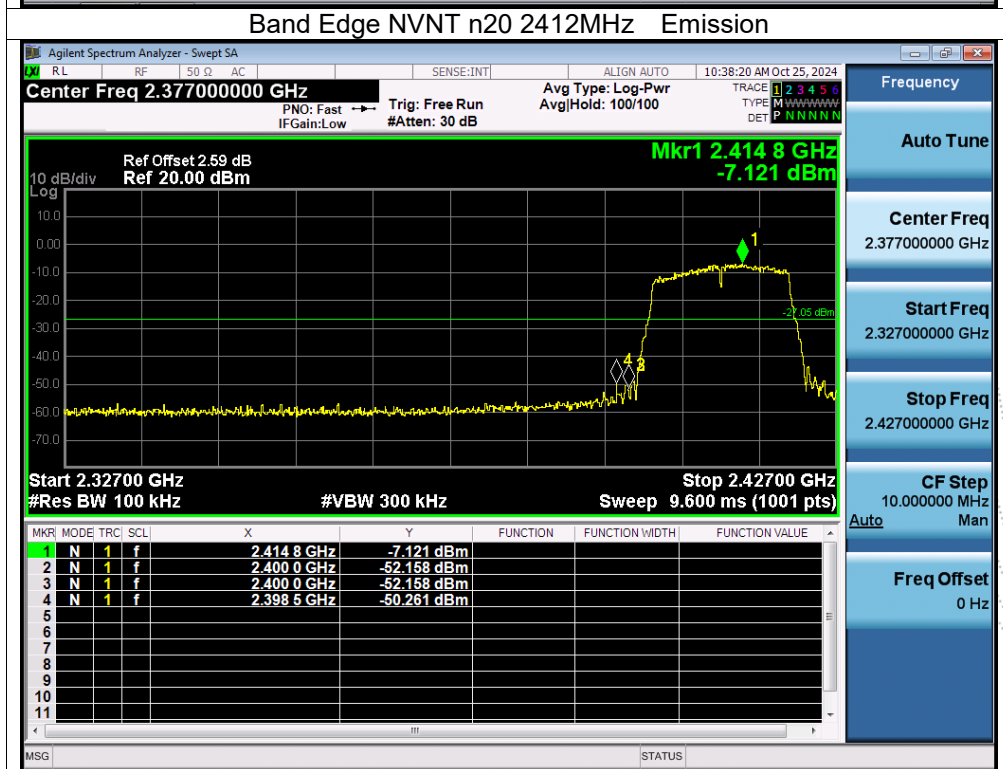 Band Edge NVNT n20 2412MHz Emission
Agilent Spectrum Analyzer - Swept SA
LXI RL RF 50 Ω AC SENSE:INT ALIGN AUTO 10:38:20 AM Oct 25, 2024
Center Freq 2.377000000 GHz
PNO: Fast
IFGain:Low
Trig: Free Run
#Atten: 30 dB
Avg Type: Log-Pwr
Avg|Hold: 100/100
TRACE 1 2 3 4 5 6
TYPE M WWWWW
DET P N N N N N
Ref Offset 2.59 dB
Mkr1 2.414 8 GHz
10 dB/div Ref 20.00 dBm
-7.121 dBm
Log
10.0
0.00
-10.0
-20.0
-30.0
-40.0
-50.0
-60.0
-70.0
1
-27.05 dBm
4
Start 2.32700 GHz
Stop 2.42700 GHz
#Res BW 100 kHz
#VBW 300 kHz
Sweep 9.600 ms (1001 pts)
MKR MODE TRC SCL X Y FUNCTION FUNCTION WIDTH FUNCTION VALUE
1 N 1 f 2.414 8 GHz -7.121 dBm
2 N 1 f 2.400 0 GHz -52.158 dBm
3 N 1 f 2.400 0 GHz -52.158 dBm
4 N 1 f 2.398 5 GHz -50.261 dBm
5
6
7
8
9
10
11
MSG STATUS
Frequency
Auto Tune
Center Freq
2.377000000 GHz
Start Freq
2.327000000 GHz
Stop Freq
2.427000000 GHz
CF Step
10.000000 MHz
Auto Man
Freq Offset
0 Hz